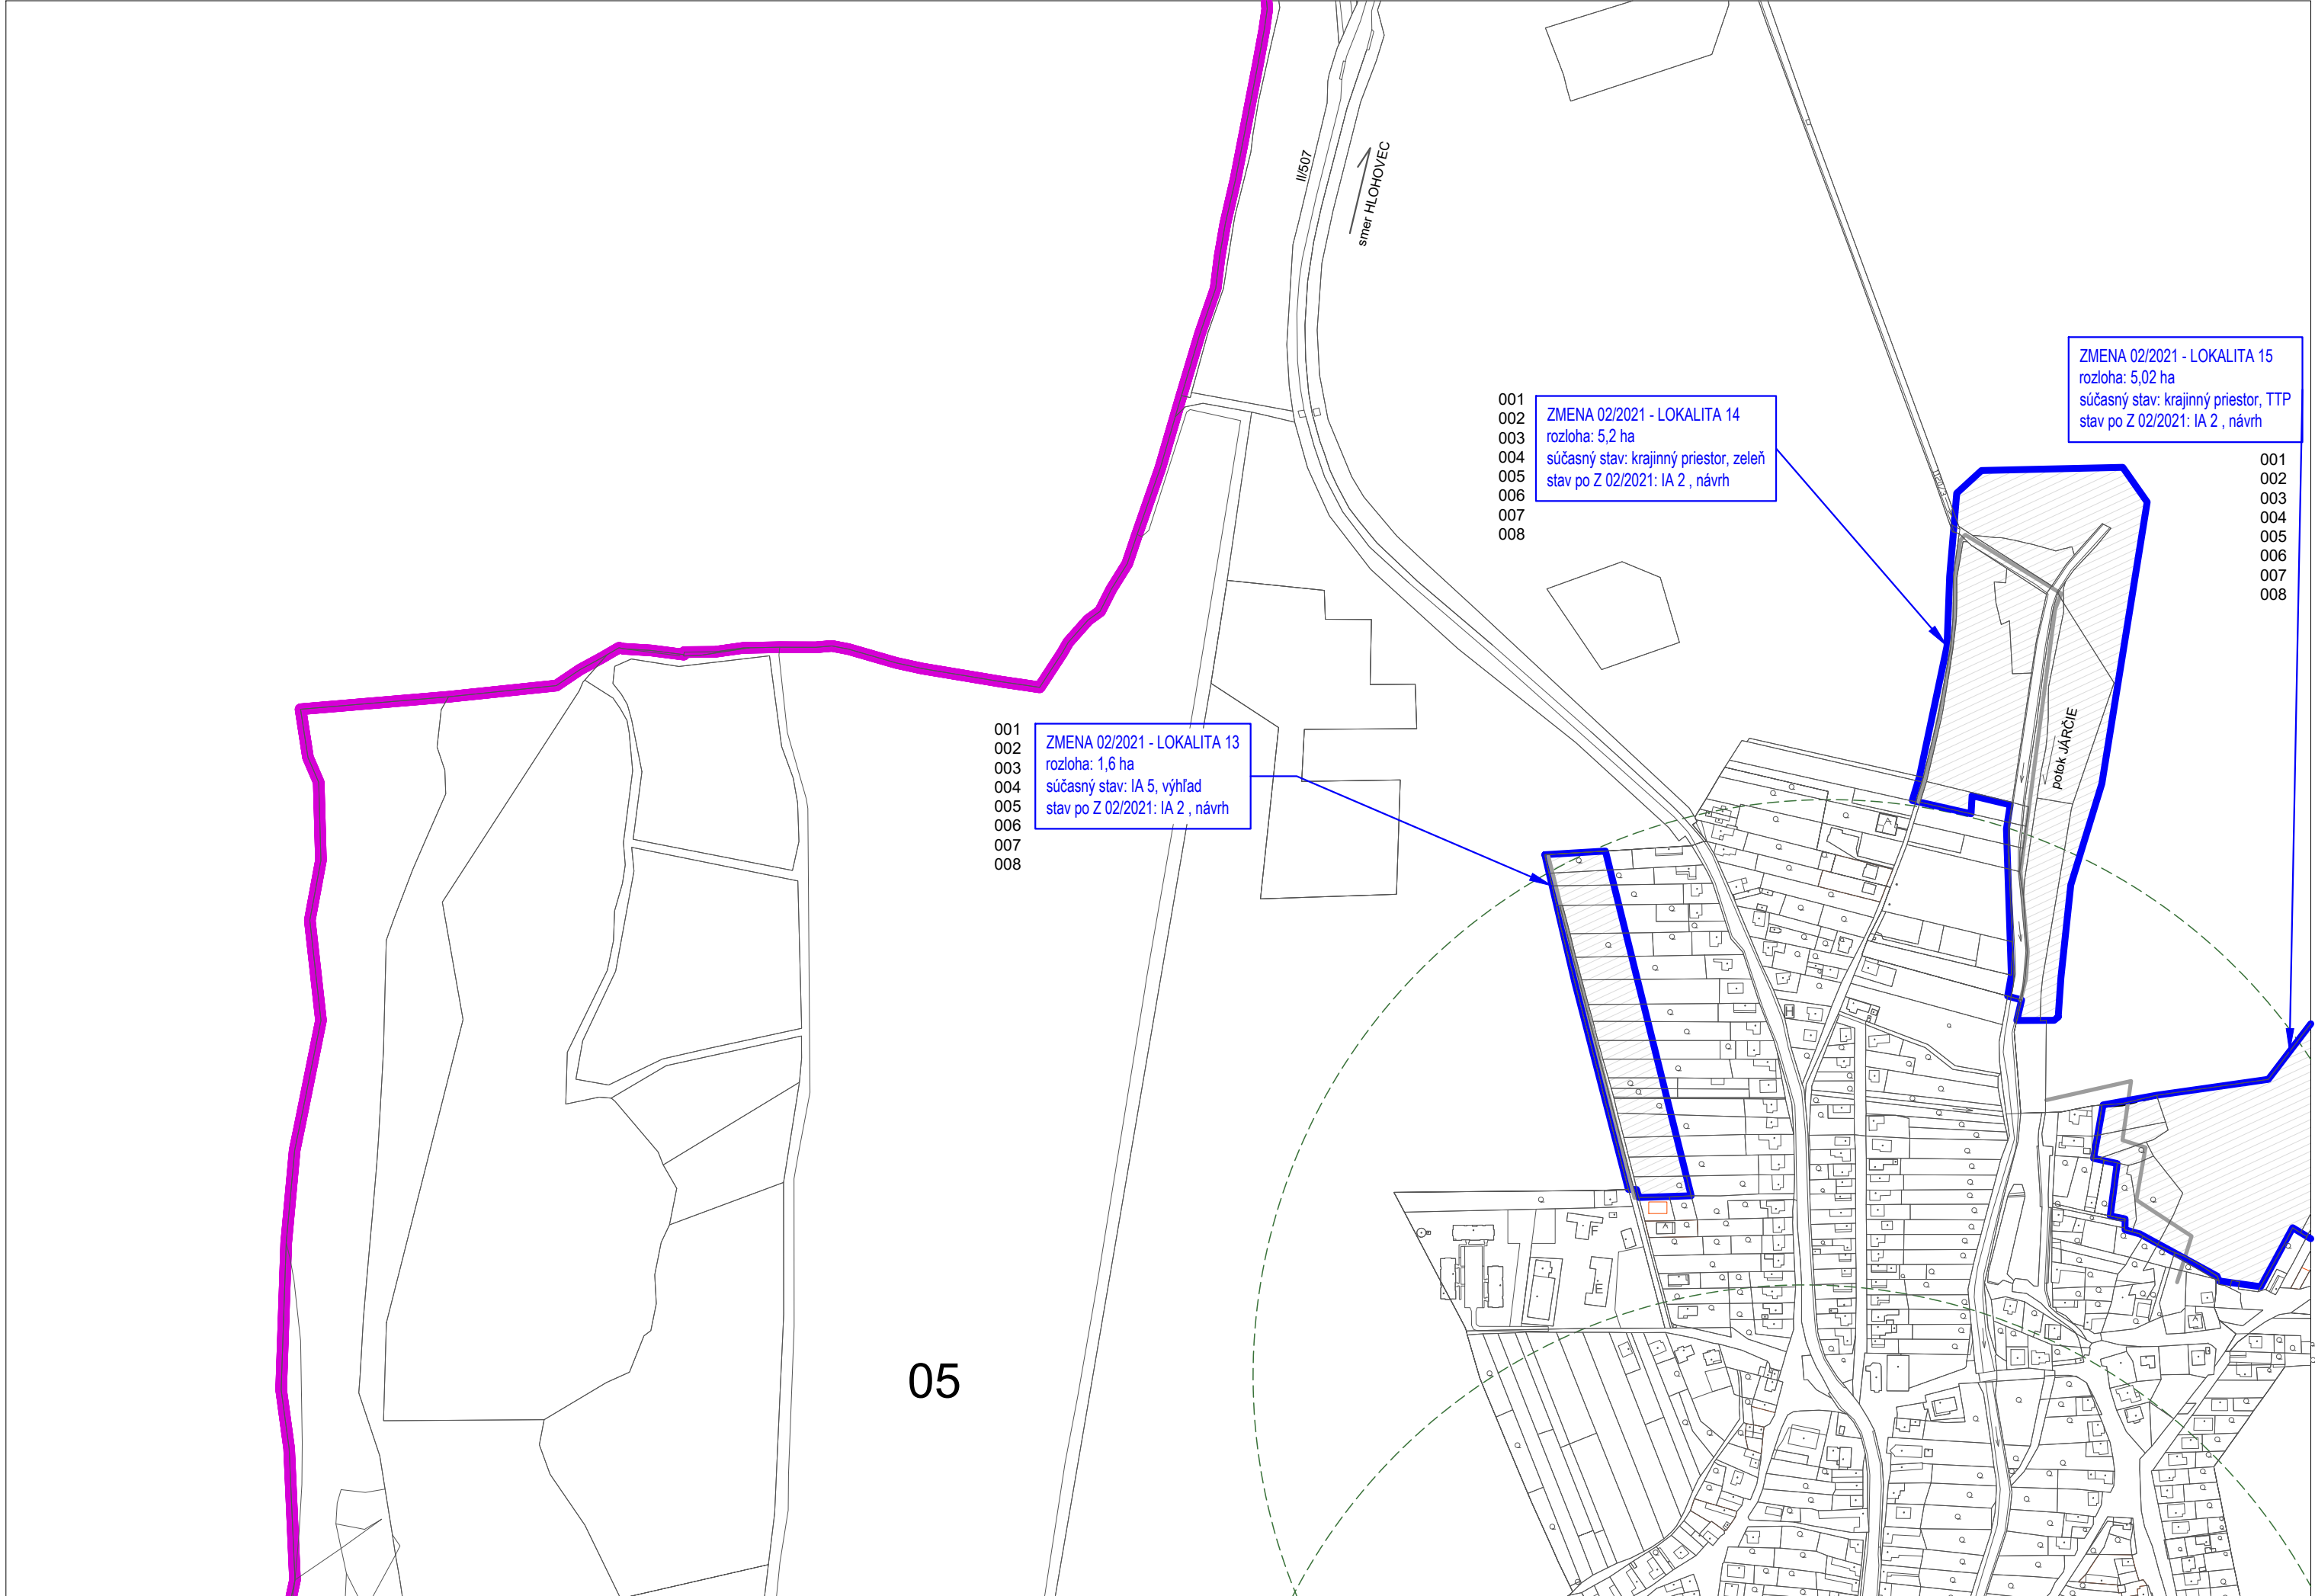 II/507
smer HLOHOVEC
ZMENA 02/2021 - LOKALITA 15
rozloha: 5,02 ha
súčasný stav: krajinný priestor, TTP
stav po Z 02/2021: IA 2 , návrh
001
002
003
004
005
006
007
008
ZMENA 02/2021 - LOKALITA 14
rozloha: 5,2 ha
súčasný stav: krajinný priestor, zeleň
stav po Z 02/2021: IA 2 , návrh
001
002
003
004
005
006
007
008
potok JÁRČIE
001
002
003
004
005
006
007
008
ZMENA 02/2021 - LOKALITA 13
rozloha: 1,6 ha
súčasný stav: IA 5, výhľad
stav po Z 02/2021: IA 2 , návrh
A
H
A
F
E
A
05